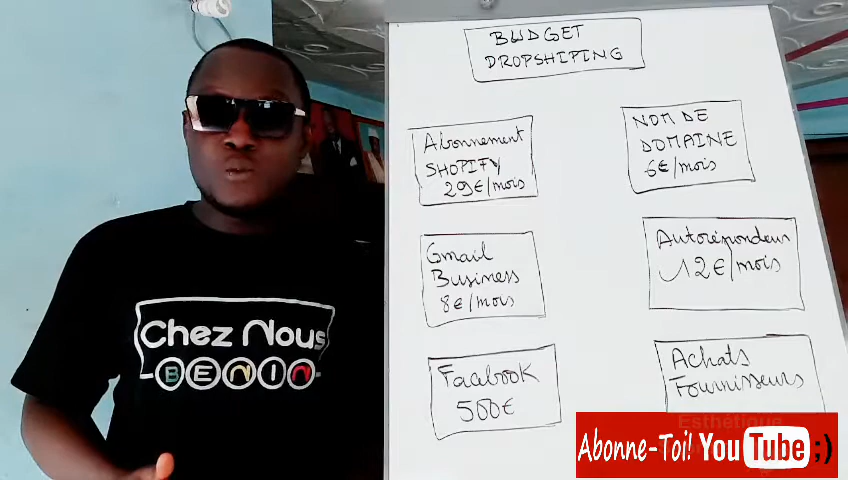 BUDGET
DROPSHIPING
Abonnement
SHOPIFY
29€/mois
NOM DE
DOMAINE
6€/mois
Gmail
Business
8€/mois
Autorépondeur
12€/mois
Facebook
500€
Achats
Fournisseurs
Esthétique
Chez Nous
BENIN
Abonne-Toi! YouTube ;)